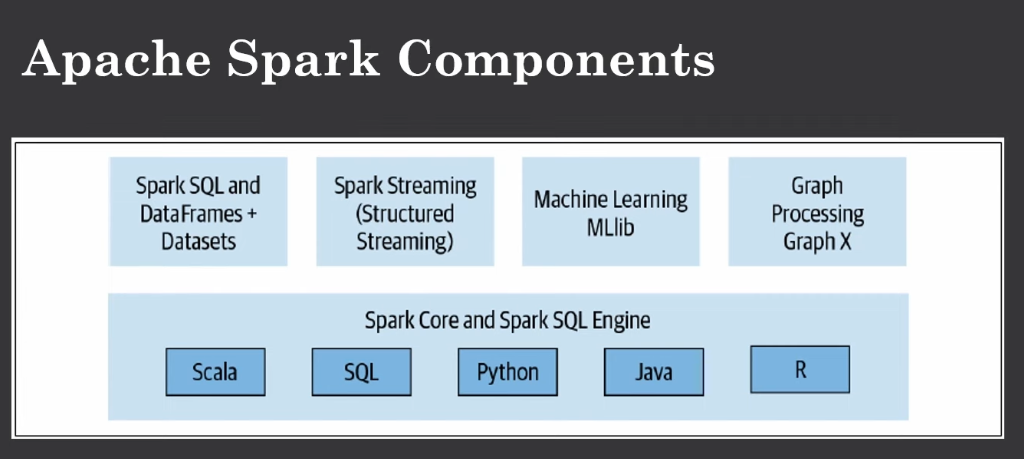 Apache Spark Components
Spark SQL and
DataFrames +
Datasets
Spark Streaming
(Structured
Streaming)
Machine Learning
MLlib
Graph
Processing
Graph X
Spark Core and Spark SQL Engine
Scala
SQL
Python
Java
R